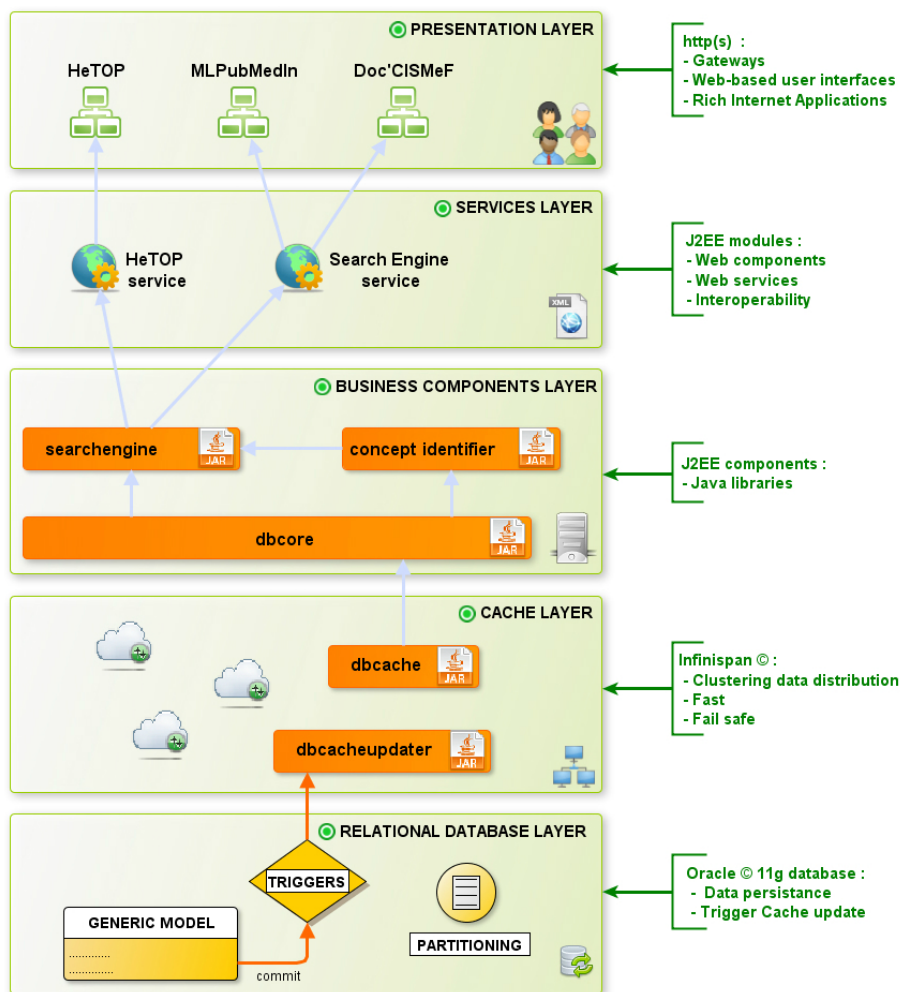 PRESENTATION LAYER
HeTOP
MLPubMedIn
Doc'CISMeF
http(s) :
- Gateways
- Web-based user interfaces
- Rich Internet Applications
SERVICES LAYER
HeTOP
service
Search Engine
service
XML
J2EE modules :
- Web components
- Web services
- Interoperability
BUSINESS COMPONENTS LAYER
searchengine
JAR
concept identifier
JAR
dbcore
JAR
J2EE components :
- Java libraries
CACHE LAYER
dbcache
JAR
dbcacheupdater
JAR
Infinispan © :
- Clustering data distribution
- Fast
- Fail safe
RELATIONAL DATABASE LAYER
TRIGGERS
GENERIC MODEL
.............
..............
commit
PARTITIONING
Oracle © 11g database :
- Data persistance
- Trigger Cache update